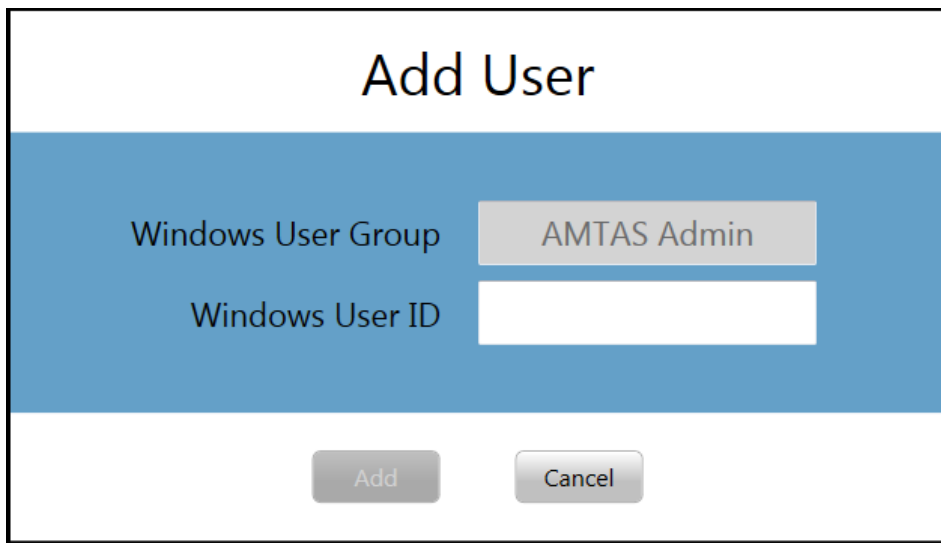 Add User
Windows User Group AMTAS Admin
Windows User ID
Add Cancel